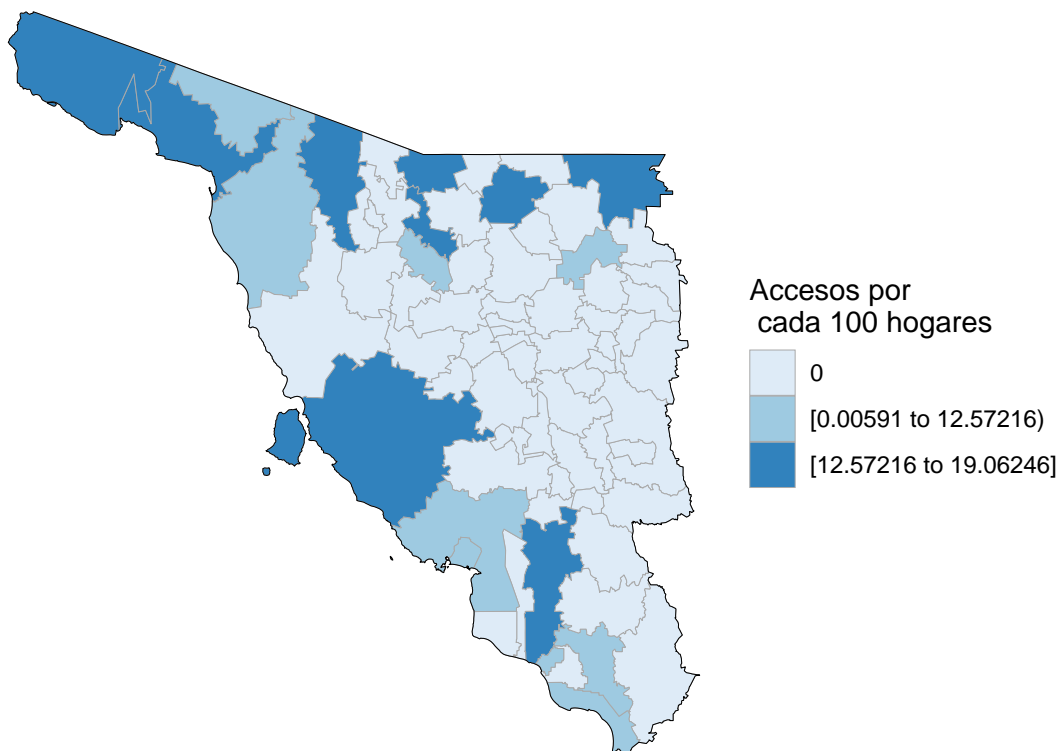 Accesos por
cada 100 hogares
0
[0.00591 to 12.57216)
[12.57216 to 19.06246]